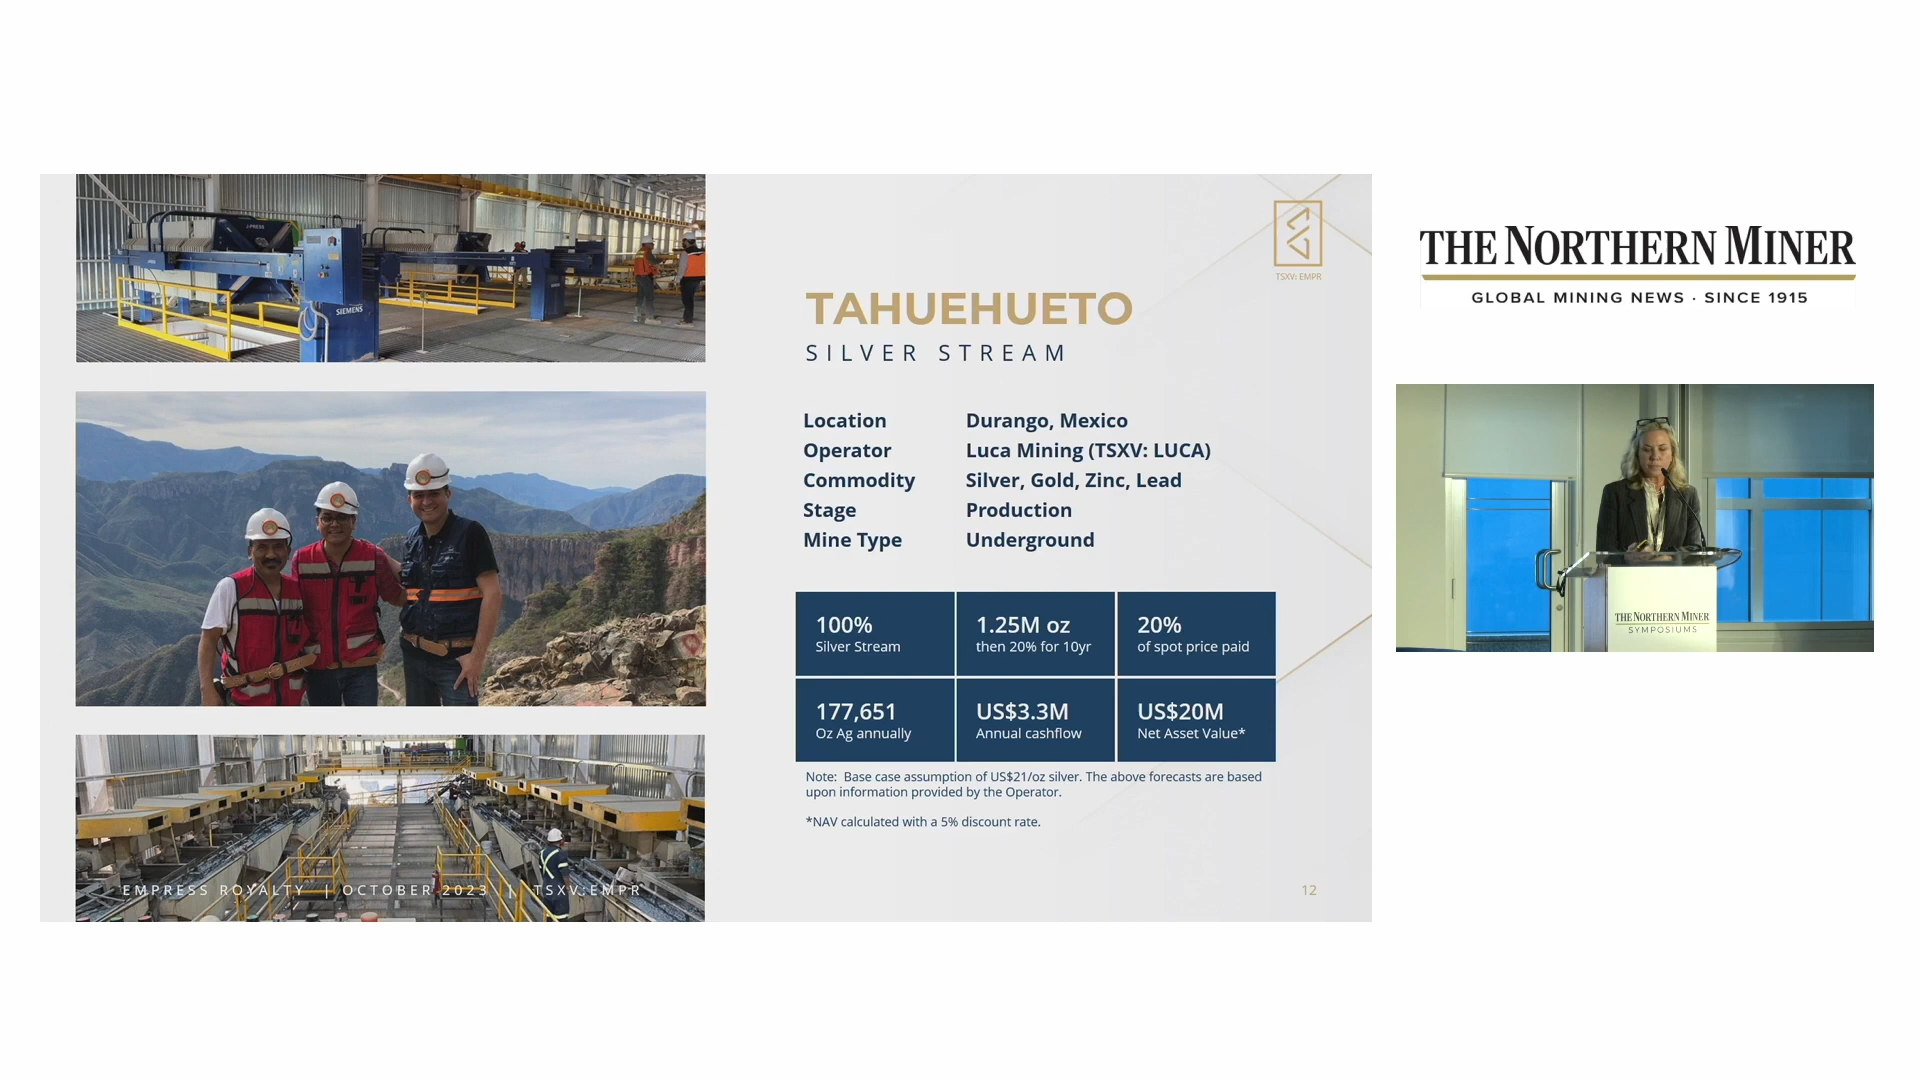 J-PRESS
SIEMENS
TSXV: EMPR
TAHUEHUETO
SILVER STREAM
Location Durango, Mexico
Operator Luca Mining (TSXV: LUCA)
Commodity Silver, Gold, Zinc, Lead
Stage Production
Mine Type Underground
100%
Silver Stream
1.25M oz
then 20% for 10yr
20%
of spot price paid
177,651
Oz Ag annually
US$3.3M
Annual cashflow
US$20M
Net Asset Value*
Note: Base case assumption of US$21/oz silver. The above forecasts are based
upon information provided by the Operator.
*NAV calculated with a 5% discount rate.
EMPRESS ROYALTY | OCTOBER 2023 | TSXV:EMPR
12
THE NORTHERN MINER
GLOBAL MINING NEWS · SINCE 1915
THE NORTHERN MINER
SYMPOSIUMS